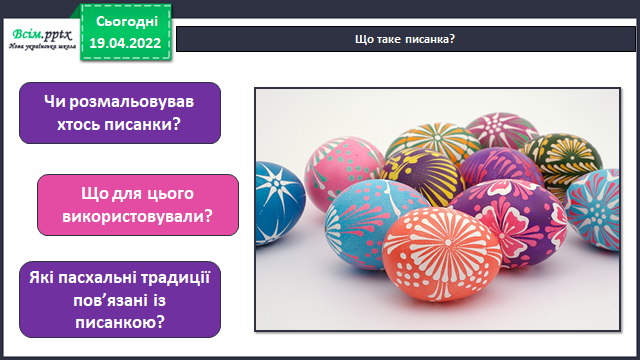 Всім.pptx
Нова українська школа
Сьогодні
19.04.2022
Що таке писанка?
Чи розмальовував
хтось писанки?
Що для цього
використовували?
Які пасхальні традиції
пов’язані із
писанкою?